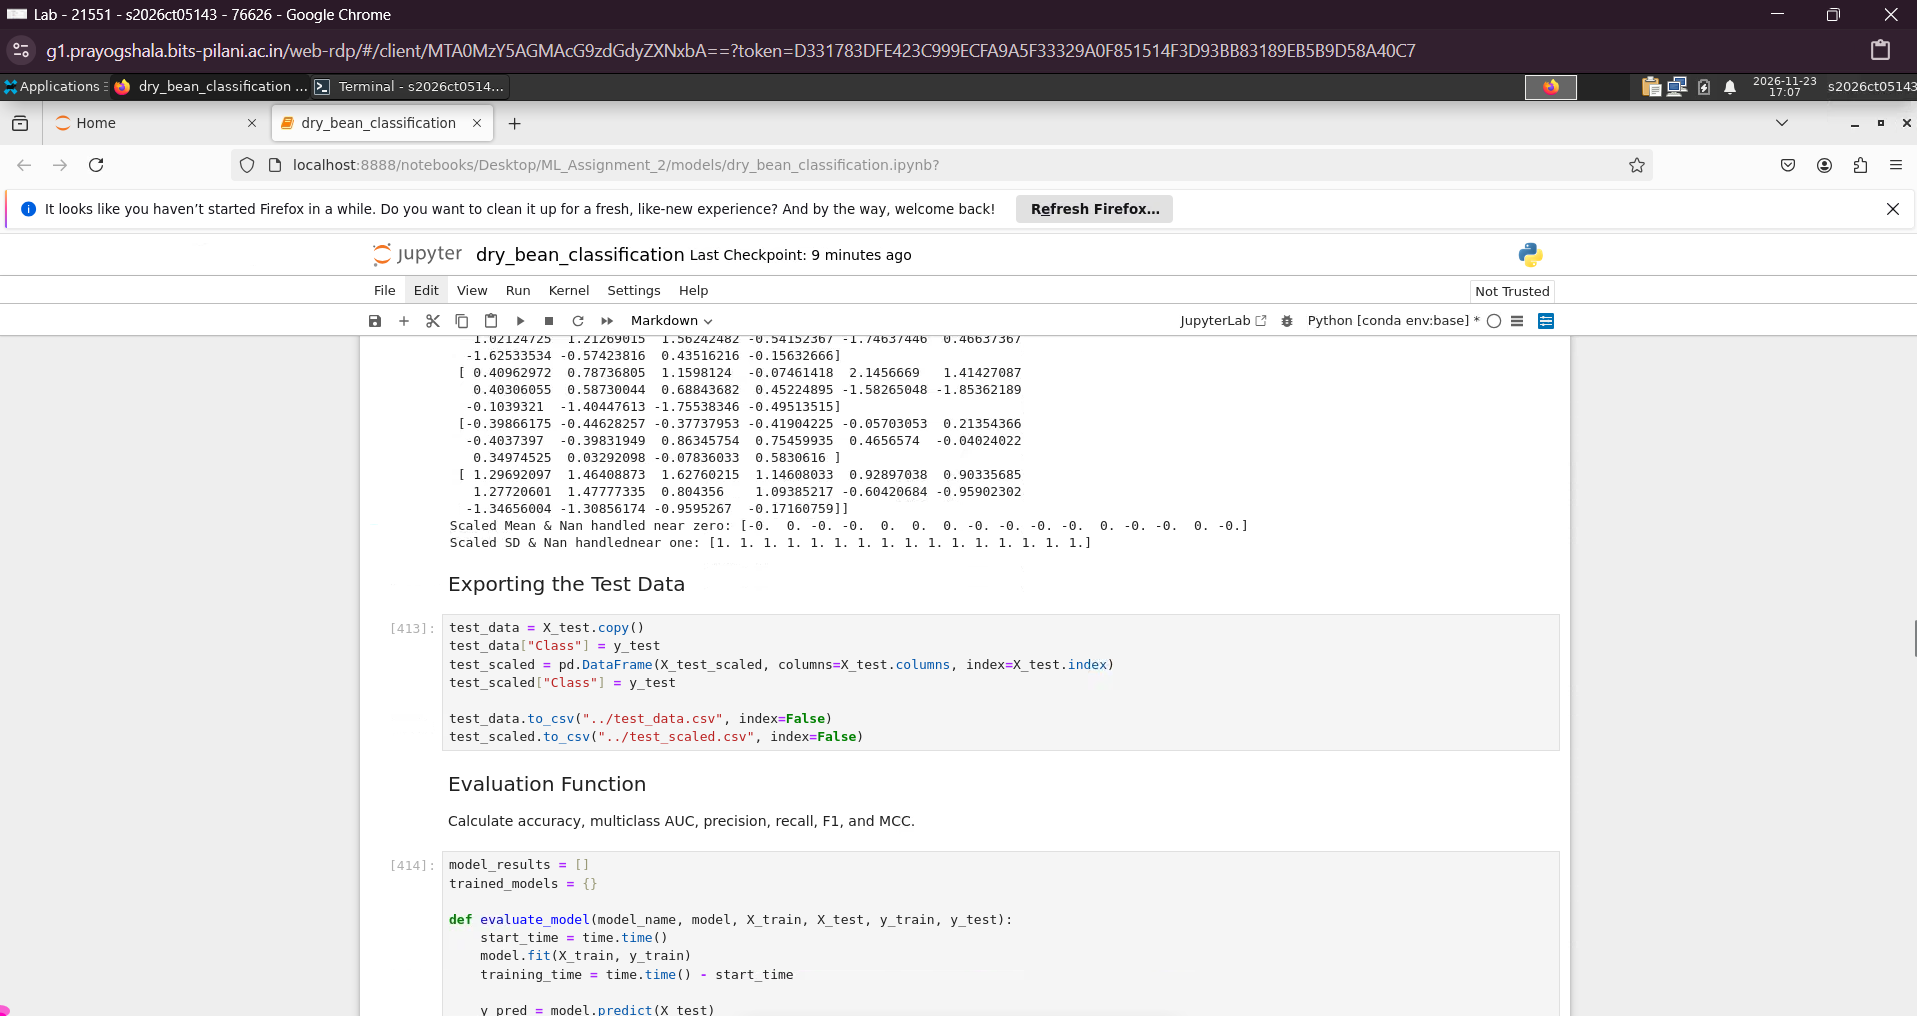 Lab - 21551 - s2026ct05143 - 76626 - Google Chrome
g1.prayogshala.bits-pilani.ac.in/web-rdp/#/client/MTA0MzY5AGMAcG9zdGdyZXNxbA==?token=D331783DFE423C999ECFA9A5F33329A0F851514F3D93BB83189EB5B9D58A40C7
Applications dry_bean_classification ... Terminal - s2026ct0514... 2026-11-23 17:07 s2026ct05143
Home dry_bean_classification
localhost:8888/notebooks/Desktop/ML_Assignment_2/models/dry_bean_classification.ipynb?
It looks like you haven’t started Firefox in a while. Do you want to clean it up for a fresh, like-new experience? And by the way, welcome back! Refresh Firefox...
jupyter dry_bean_classification Last Checkpoint: 9 minutes ago
File Edit View Run Kernel Settings Help Not Trusted
Markdown JupyterLab Python [conda env:base] *
1.02124725 1.21269015 1.56242482 -0.54152367 -1.74637446 0.46637367
-1.62533534 -0.57423816 0.43516216 -0.15632666]
[ 0.40962972 0.78736805 1.1598124 -0.07461418 2.1456669 1.41427087
0.40306055 0.58730044 0.68843682 0.45224895 -1.58265048 -1.85362189
-0.1039321 -1.40447613 -1.75538346 -0.49513515]
[-0.39866175 -0.44628257 -0.37737953 -0.41904225 -0.05703053 0.21354366
-0.4037397 -0.39831949 0.86345754 0.75459935 0.4656574 -0.04024022
0.34974525 0.03292098 -0.07836033 0.5830616 ]
[ 1.29692097 1.46408873 1.62760215 1.14608033 0.92897038 0.90335685
1.27720601 1.47777335 0.804356 1.09385217 -0.60420684 -0.95902302
-1.34656004 -1.30856174 -0.9595267 -0.17160759]]
Scaled Mean & Nan handled near zero: [-0. 0. -0. -0. 0. 0. 0. -0. -0. -0. -0. 0. -0. -0. 0. -0.]
Scaled SD & Nan handlednear one: [1. 1. 1. 1. 1. 1. 1. 1. 1. 1. 1. 1. 1. 1. 1. 1.]
Exporting the Test Data
[413]: test_data = X_test.copy()
test_data["Class"] = y_test
test_scaled = pd.DataFrame(X_test_scaled, columns=X_test.columns, index=X_test.index)
test_scaled["Class"] = y_test
test_data.to_csv("../test_data.csv", index=False)
test_scaled.to_csv("../test_scaled.csv", index=False)
Evaluation Function
Calculate accuracy, multiclass AUC, precision, recall, F1, and MCC.
[414]: model_results = []
trained_models = {}
def evaluate_model(model_name, model, X_train, X_test, y_train, y_test):
start_time = time.time()
model.fit(X_train, y_train)
training_time = time.time() - start_time
y_pred = model.predict(X_test)